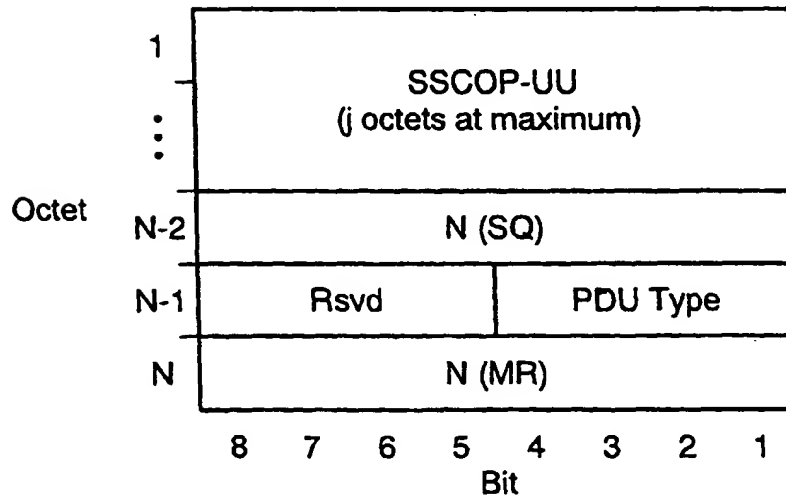 1
SSCOP-UU
(j octets at maximum)
Octet
N-2 N (SQ)
N-1 Rsvd PDU Type
N N (MR)
8 7 6 5 4 3 2 1
Bit